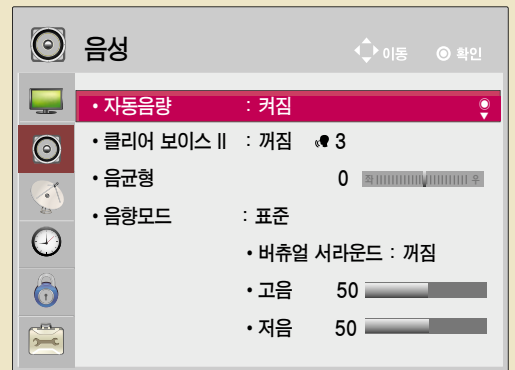 음성 이동 확인
• 자동음량 : 켜짐
• 클리어 보이스 II : 꺼짐 3
• 음균형 0 좌 우
• 음향모드 : 표준
• 버츄얼 서라운드 : 꺼짐
• 고음 50
• 저음 50